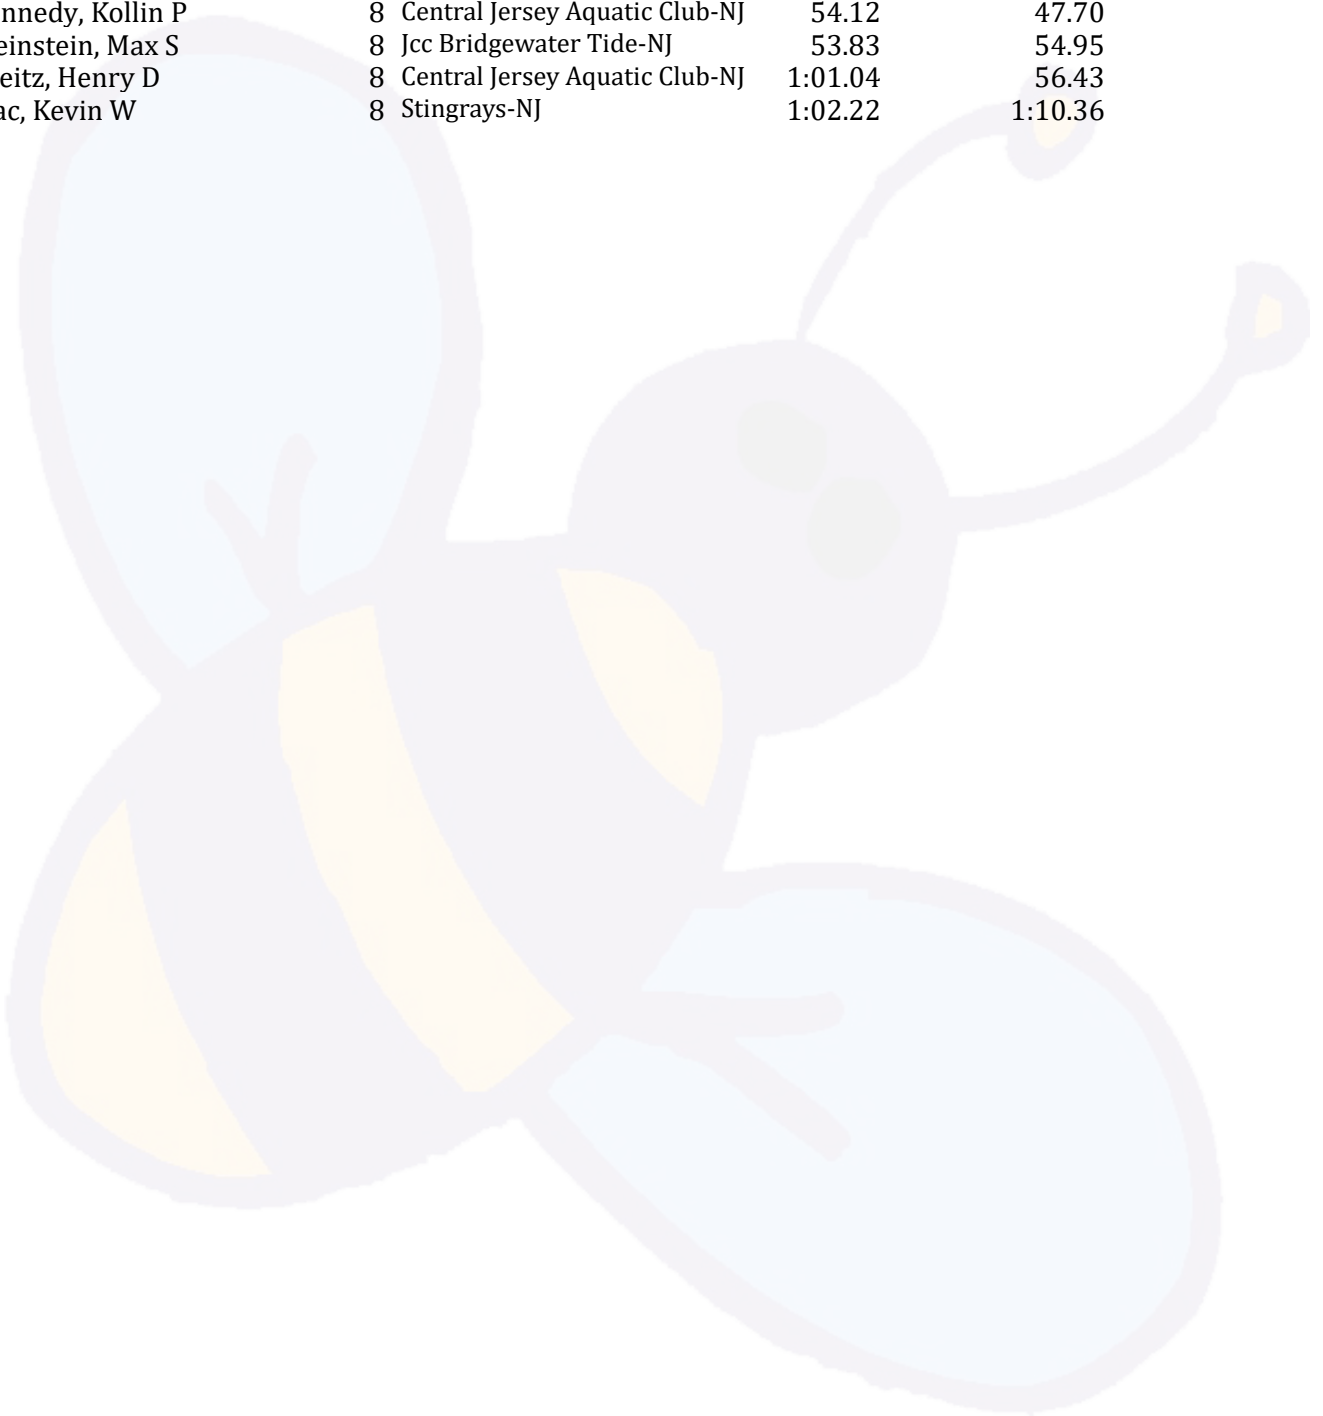 nnedy, Kollin P 8 Central Jersey Aquatic Club-NJ 54.12 47.70
einstein, Max S 8 Jcc Bridgewater Tide-NJ 53.83 54.95
eitz, Henry D 8 Central Jersey Aquatic Club-NJ 1:01.04 56.43
ac, Kevin W 8 Stingrays-NJ 1:02.22 1:10.36